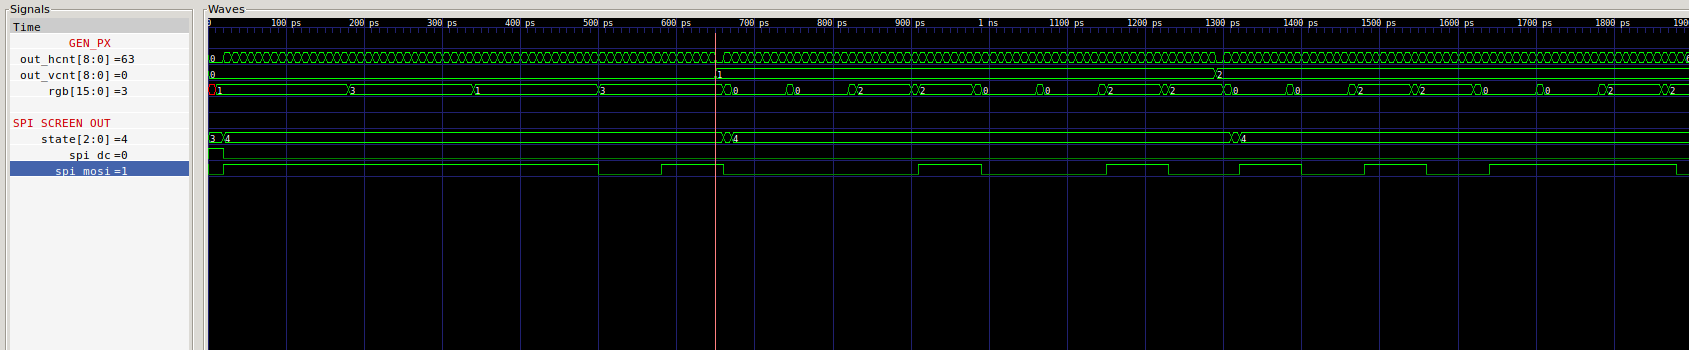 Signals
Waves
Time
0 100 ps 200 ps 300 ps 400 ps 500 ps 600 ps 700 ps 800 ps 900 ps 1 ns 1100 ps 1200 ps 1300 ps 1400 ps 1500 ps 1600 ps 1700 ps 1800 ps 1900
GEN_PX
out_hcnt[8:0] =63 0
out_vcnt[8:0] =0 0 1 2
rgb[15:0] =3 1 3 1 3 0 0 2 2 0 0 2 2 0 0 2 2 0 0 2 2
SPI SCREEN OUT
state[2:0] =4 3 4 4 4
spi_dc =0
spi_mosi =1